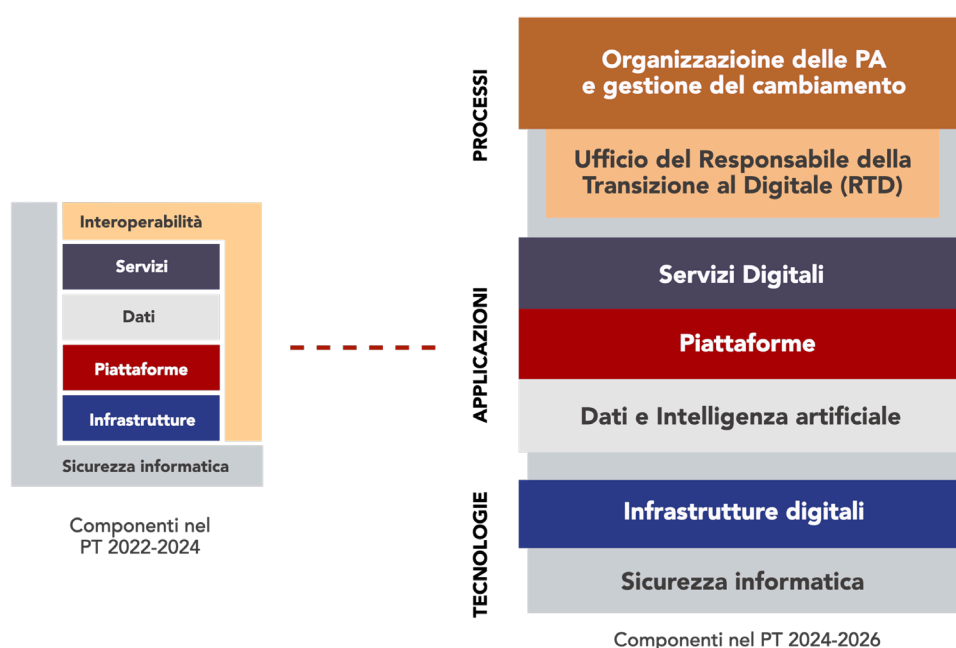 Interoperabilità
Servizi
Dati
Piattaforme
Infrastrutture
Sicurezza informatica
Componenti nel
PT 2022-2024
PROCESSI
Organizzazioine delle PA
e gestione del cambiamento
Ufficio del Responsabile della
Transizione al Digitale (RTD)
APPLICAZIONI
Servizi Digitali
Piattaforme
Dati e Intelligenza artificiale
TECNOLOGIE
Infrastrutture digitali
Sicurezza informatica
Componenti nel PT 2024-2026